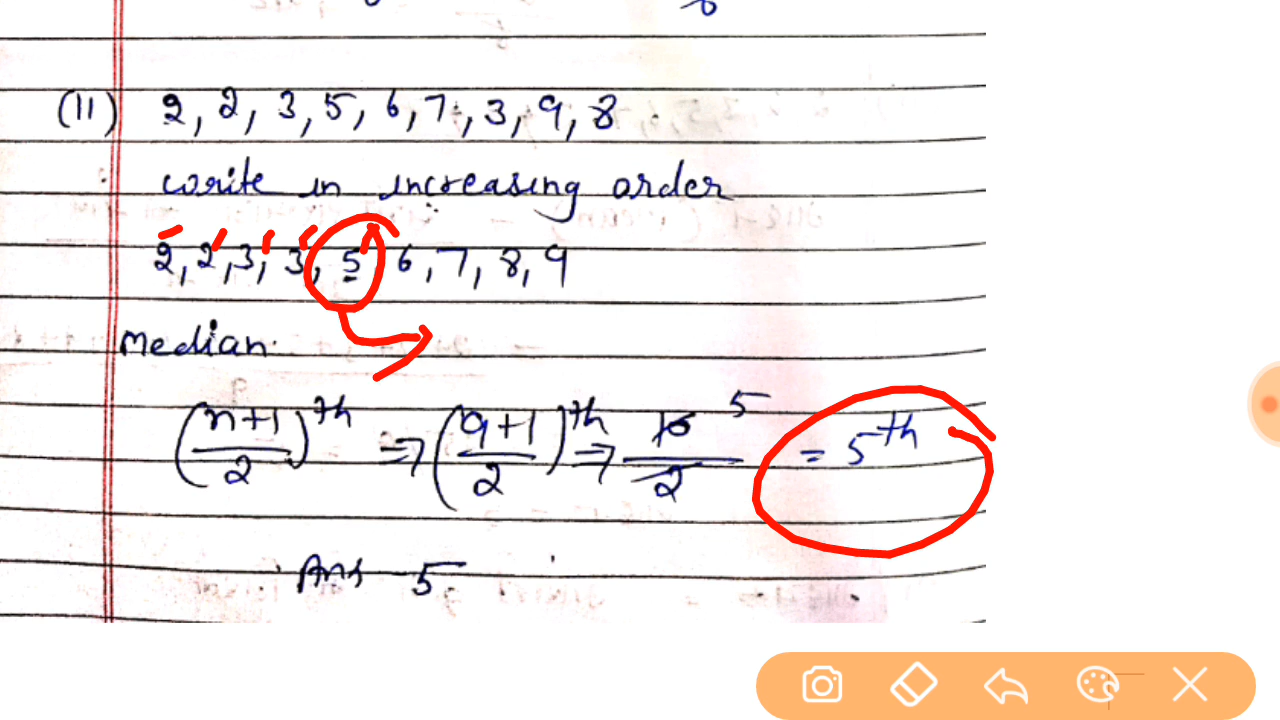 (11) 2, 2, 3, 5, 6, 7, 3, 9, 8
write in increasing order
2, 2, 3, 3, 5, 6, 7, 8, 9
Median
(n+1/2)th => (9+1/2)th => 10/2 5 = 5th
Ans 5